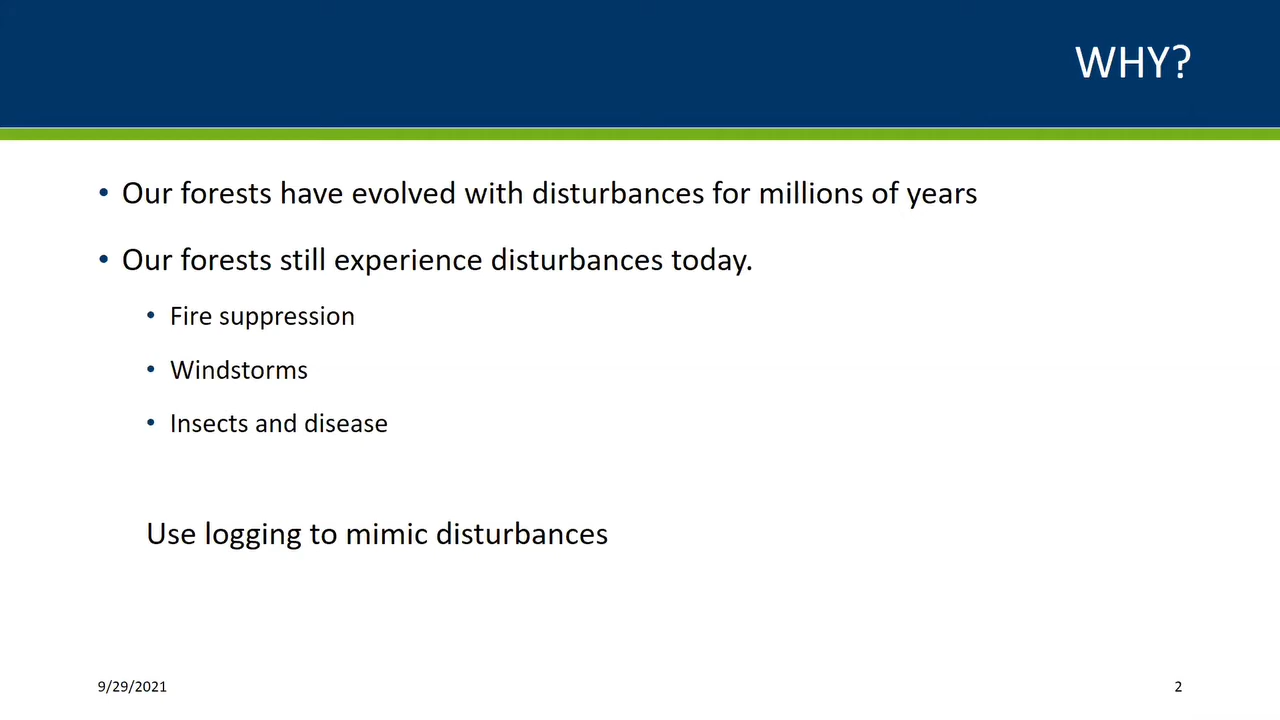 WHY?
• Our forests have evolved with disturbances for millions of years
• Our forests still experience disturbances today.
• Fire suppression
• Windstorms
• Insects and disease
Use logging to mimic disturbances
9/29/2021
2